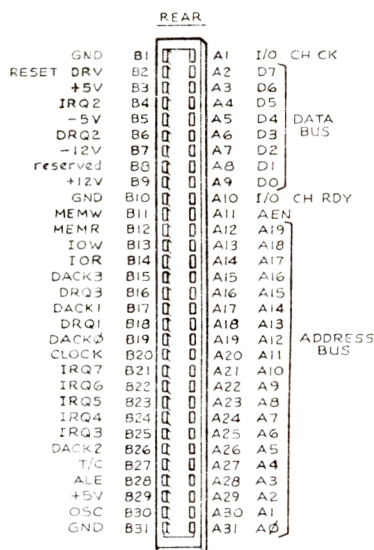 REAR
GND B1 A1 I/O CH CK
RESET DRV B2 A2 D7
+5V B3 A3 D6
IRQ2 B4 A4 D5
-5V B5 A5 D4 DATA
DRQ2 B6 A6 D3 BUS
-12V B7 A7 D2
reserved B8 A8 D1
+12V B9 A9 D0
GND B10 A10 I/O CH RDY
MEMW B11 A11 AEN
MEMR B12 A12 A19
IOW B13 A13 A18
IOR B14 A14 A17
DACK3 B15 A15 A16
DRQ3 B16 A16 A15
DACK1 B17 A17 A14
DRQ1 B18 A18 A13
DACKØ B19 A19 A12 ADDRESS
CLOCK B20 A20 A11 BUS
IRQ7 B21 A21 A10
IRQ6 B22 A22 A9
IRQ5 B23 A23 A8
IRQ4 B24 A24 A7
IRQ3 B25 A25 A6
DACK2 B26 A26 A5
T/C B27 A27 A4
ALE B28 A28 A3
+5V B29 A29 A2
OSC B30 A30 A1
GND B31 A31 AØ